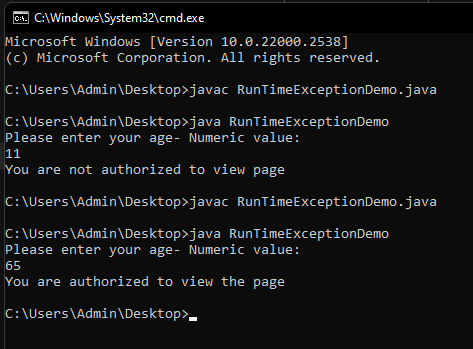 C:\Windows\System32\cmd.exe
Microsoft Windows [Version 10.0.22000.2538]
(c) Microsoft Corporation. All rights reserved.
C:\Users\Admin\Desktop>javac RunTimeExceptionDemo.java
C:\Users\Admin\Desktop>java RunTimeExceptionDemo
Please enter your age- Numeric value:
11
You are not authorized to view page
C:\Users\Admin\Desktop>javac RunTimeExceptionDemo.java
C:\Users\Admin\Desktop>java RunTimeExceptionDemo
Please enter your age- Numeric value:
65
You are authorized to view the page
C:\Users\Admin\Desktop>